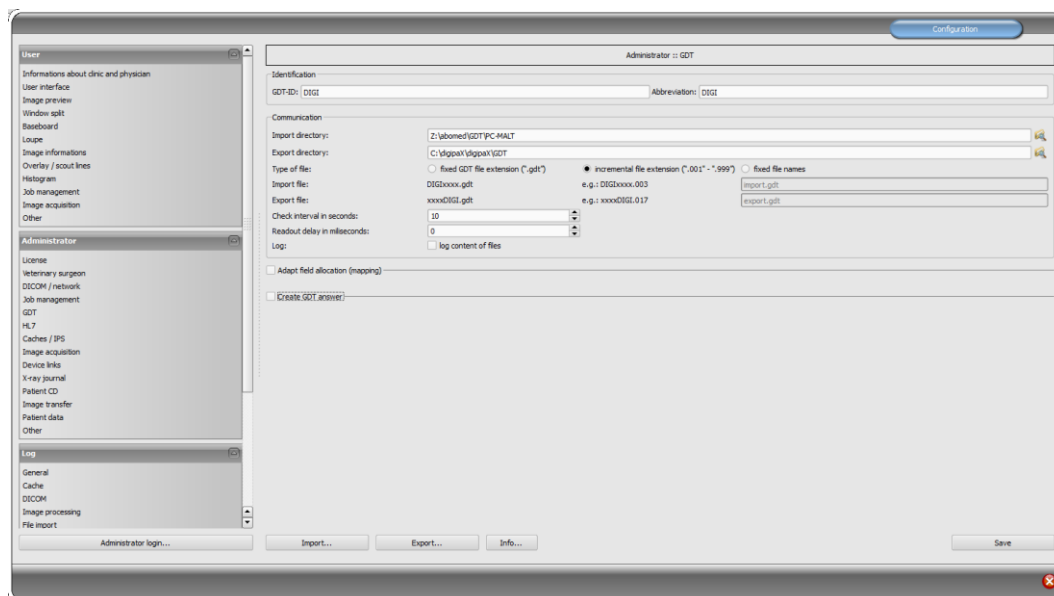 Configuration
User
Informations about clinic and physician
User interface
Image preview
Window split
Baseboard
Loupe
Image informations
Overlay / scout lines
Histogram
Job management
Image acquisition
Other
Administrator
License
Veterinary surgeon
DICOM / network
Job management
GDT
HL7
Caches / IPS
Image acquisition
Device links
X-ray journal
Patient CD
Image transfer
Patient data
Other
Log
General
Cache
DICOM
Image processing
File import
Administrator login...
Administrator :: GDT
Identification
GDT-ID: DIGI Abbreviation: DIGI
Communication
Import directory: Z:\abomed\GDT\PC-MALT
Export directory: C:\digipaX\digipaX\GDT
Type of file: fixed GDT file extension (".gdt") incremental file extension (".001" - ".999") fixed file names
Import file: DIGIxxxx.gdt e.g.: DIGIxxxx.003 import.gdt
Export file: xxxxDIGI.gdt e.g.: xxxxDIGI.017 export.gdt
Check interval in seconds: 10
Readout delay in miliseconds: 0
Log: log content of files
Adapt field allocation (mapping)
Create GDT answer
Import... Export... Info... Save